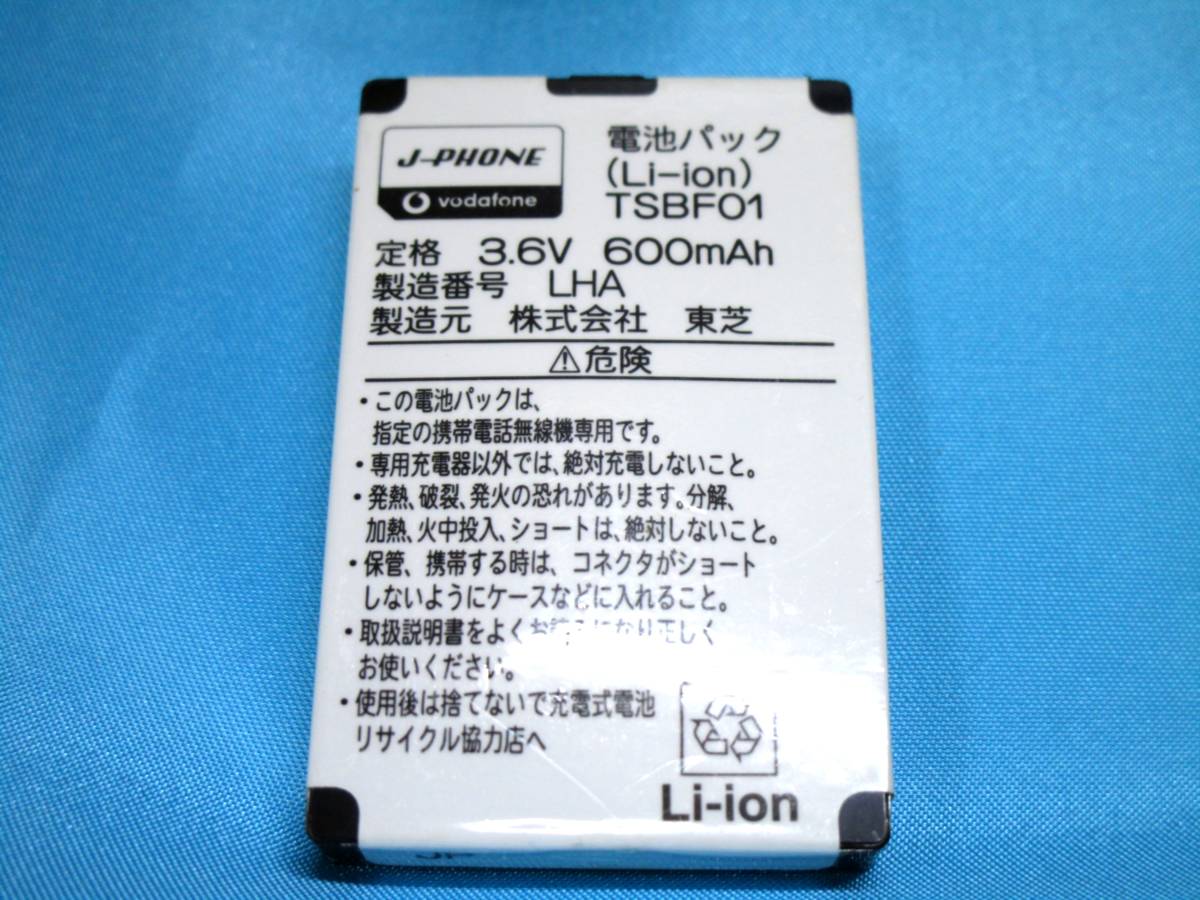 J-PHONE
vodafone
電池パック
(Li-ion)
TSBF01
定格 3.6V 600mAh
製造番号 LHA
製造元 株式会社 東芝
⚠危険
・この電池パックは、
指定の携帯電話無線機専用です。
・専用充電器以外では、絶対充電しないこと。
・発熱、破裂、発火の恐れがあります。分解、
加熱、火中投入、ショートは、絶対しないこと。
・保管、携帯する時は、コネクタがショート
しないようにケースなどに入れること。
・取扱説明書をよくお読みになり正しく
お使いください。
・使用後は捨てないで充電式電池
リサイクル協力店へ
Li-ion